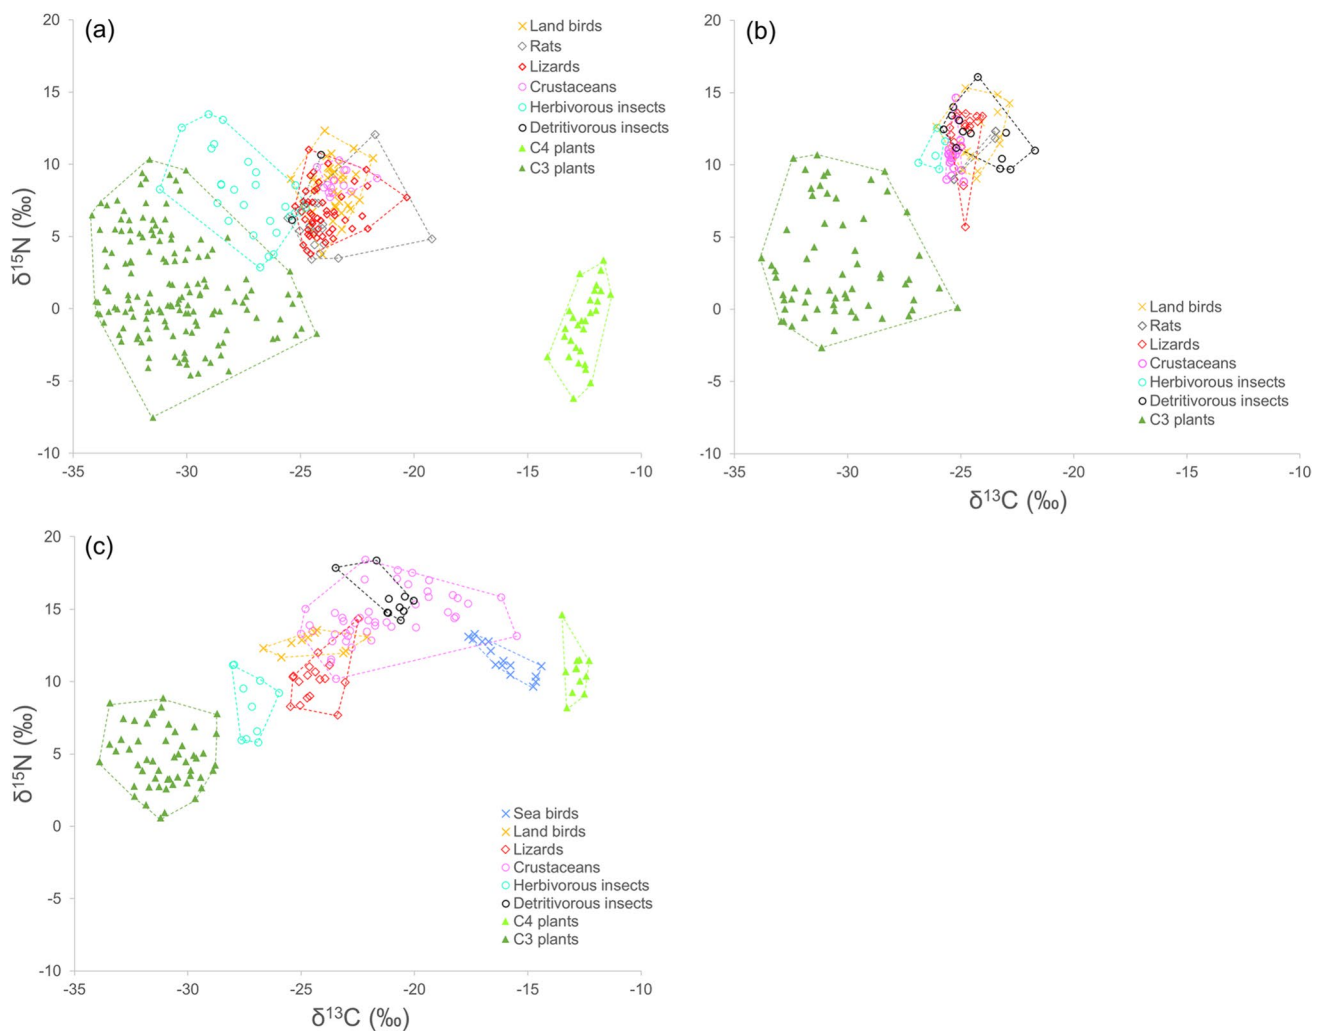 (a)
20
15
10
5
0
-5
-10
δ15N (‰)
-35 -30 -25 -20 -15 -10
Land birds
Rats
Lizards
Crustaceans
Herbivorous insects
Detritivorous insects
C4 plants
C3 plants
(b)
20
15
10
5
0
-5
-10
-35 -30 -25 -20 -15 -10
δ13C (‰)
Land birds
Rats
Lizards
Crustaceans
Herbivorous insects
Detritivorous insects
C3 plants
(c)
20
15
10
5
0
-5
-10
δ15N (‰)
-35 -30 -25 -20 -15 -10
δ13C (‰)
Sea birds
Land birds
Lizards
Crustaceans
Herbivorous insects
Detritivorous insects
C4 plants
C3 plants